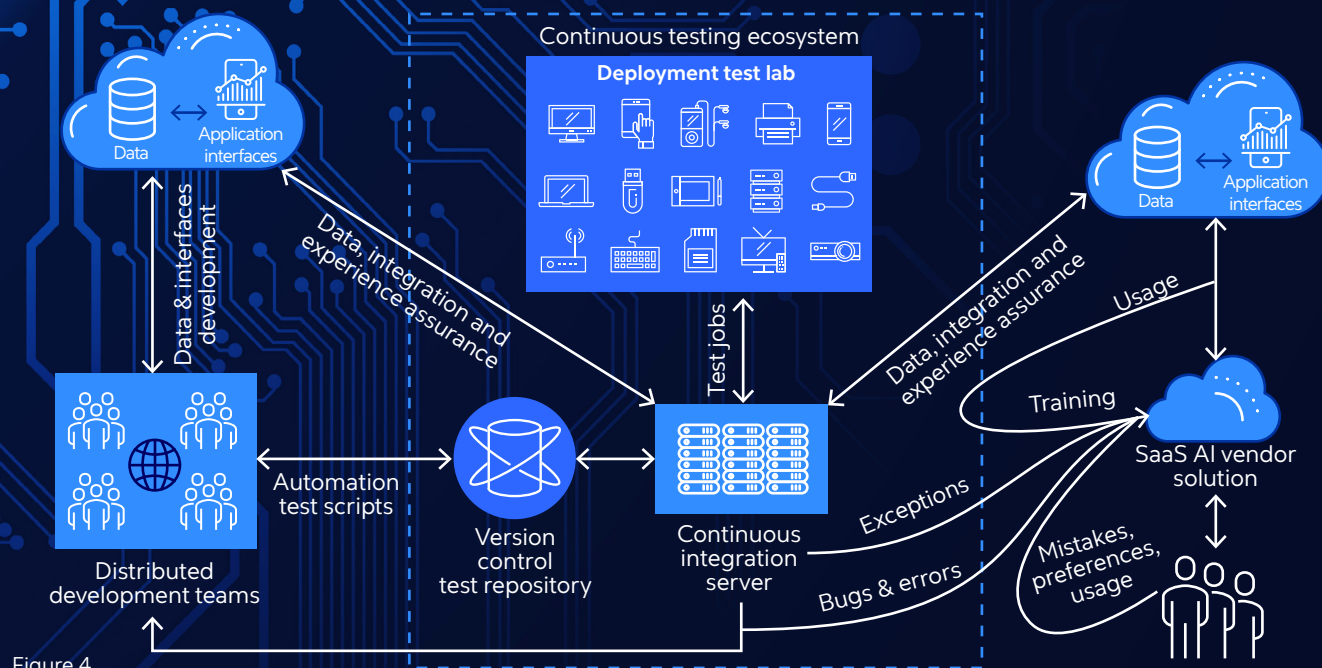 Continuous testing ecosystem
Deployment test lab
Data
Application
interfaces
Data
Application
interfaces
Data & interfaces
development
Data, integration and
experience assurance
Test jobs
Data, integration and
experience assurance
Usage
Training
SaaS AI vendor
solution
Automation
test scripts
Version
control
test repository
Continuous
integration
server
Exceptions
Bugs & errors
Mistakes,
preferences,
usage
Distributed
development teams
Figure 4